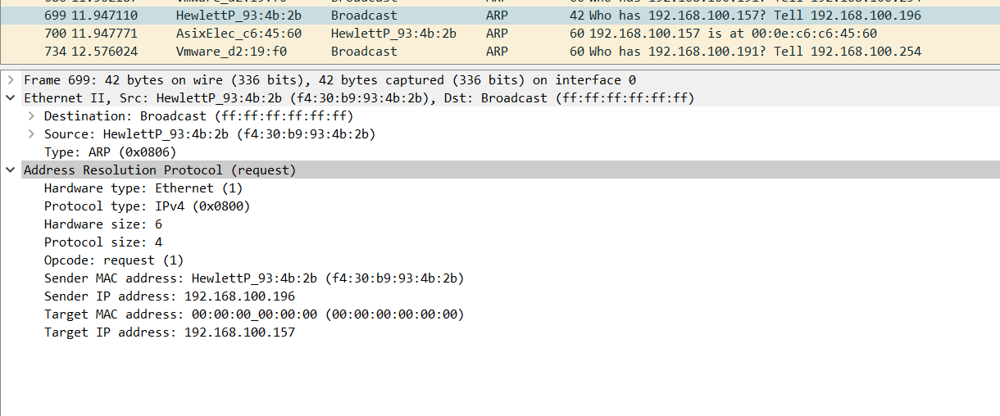 699 11.947110 HewlettP_93:4b:2b Broadcast ARP 42 Who has 192.168.100.157? Tell 192.168.100.196
700 11.947771 AsixElec_c6:45:60 HewlettP_93:4b:2b ARP 60 192.168.100.157 is at 00:0e:c6:c6:45:60
734 12.576024 Vmware_d2:19:f0 Broadcast ARP 60 Who has 192.168.100.191? Tell 192.168.100.254
Frame 699: 42 bytes on wire (336 bits), 42 bytes captured (336 bits) on interface 0
Ethernet II, Src: HewlettP_93:4b:2b (f4:30:b9:93:4b:2b), Dst: Broadcast (ff:ff:ff:ff:ff:ff)
Destination: Broadcast (ff:ff:ff:ff:ff:ff)
Source: HewlettP_93:4b:2b (f4:30:b9:93:4b:2b)
Type: ARP (0x0806)
Address Resolution Protocol (request)
Hardware type: Ethernet (1)
Protocol type: IPv4 (0x0800)
Hardware size: 6
Protocol size: 4
Opcode: request (1)
Sender MAC address: HewlettP_93:4b:2b (f4:30:b9:93:4b:2b)
Sender IP address: 192.168.100.196
Target MAC address: 00:00:00_00:00:00 (00:00:00:00:00:00)
Target IP address: 192.168.100.157